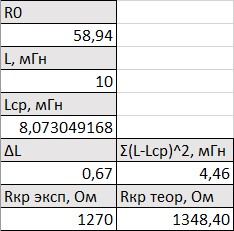 R0
58,94
L, мГн
10
Lср, мГн
8,073049168
ΔL Σ(L-Lср)^2, мГн
0,67 4,46
Rкр эксп, Ом Rкр теор, Ом
1270 1348,40